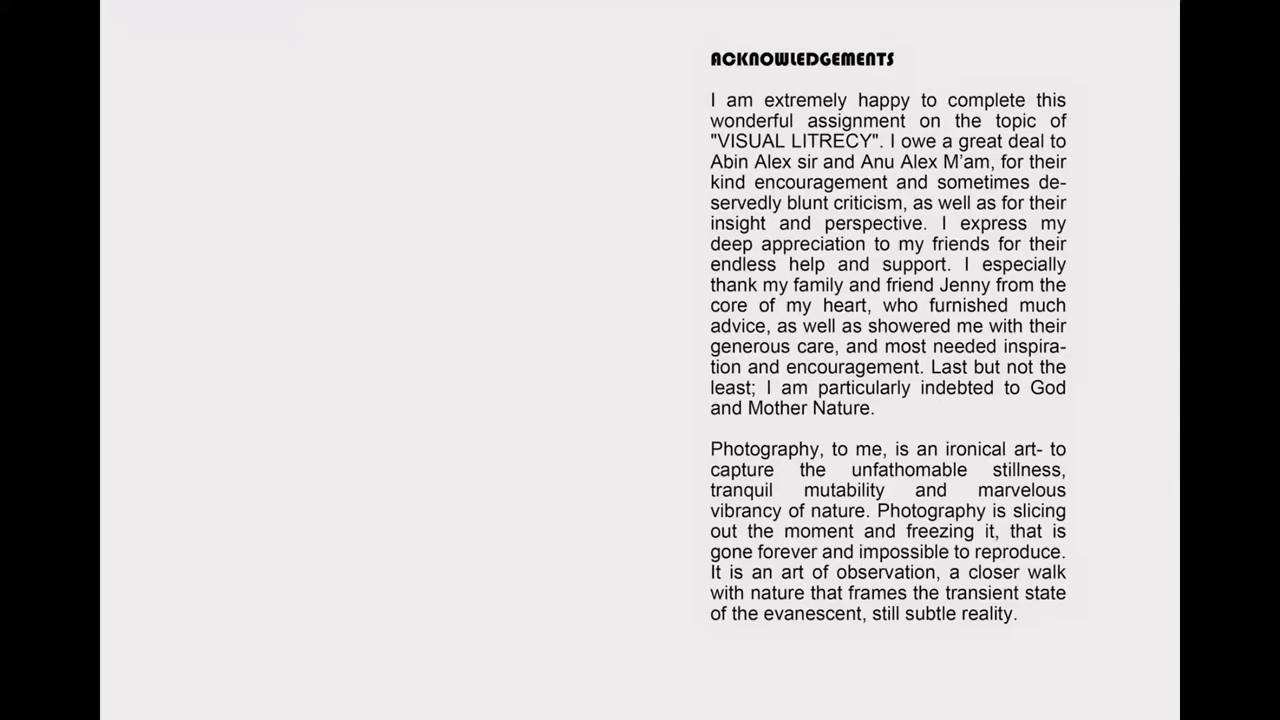 ACKNOWLEDGEMENTS
I am extremely happy to complete this
wonderful assignment on the topic of
"VISUAL LITRECY". I owe a great deal to
Abin Alex sir and Anu Alex M'am, for their
kind encouragement and sometimes de-
servedly blunt criticism, as well as for their
insight and perspective. I express my
deep appreciation to my friends for their
endless help and support. I especially
thank my family and friend Jenny from the
core of my heart, who furnished much
advice, as well as showered me with their
generous care, and most needed inspira-
tion and encouragement. Last but not the
least; I am particularly indebted to God
and Mother Nature.
Photography, to me, is an ironical art- to
capture the unfathomable stillness,
tranquil mutability and marvelous
vibrancy of nature. Photography is slicing
out the moment and freezing it, that is
gone forever and impossible to reproduce.
It is an art of observation, a closer walk
with nature that frames the transient state
of the evanescent, still subtle reality.